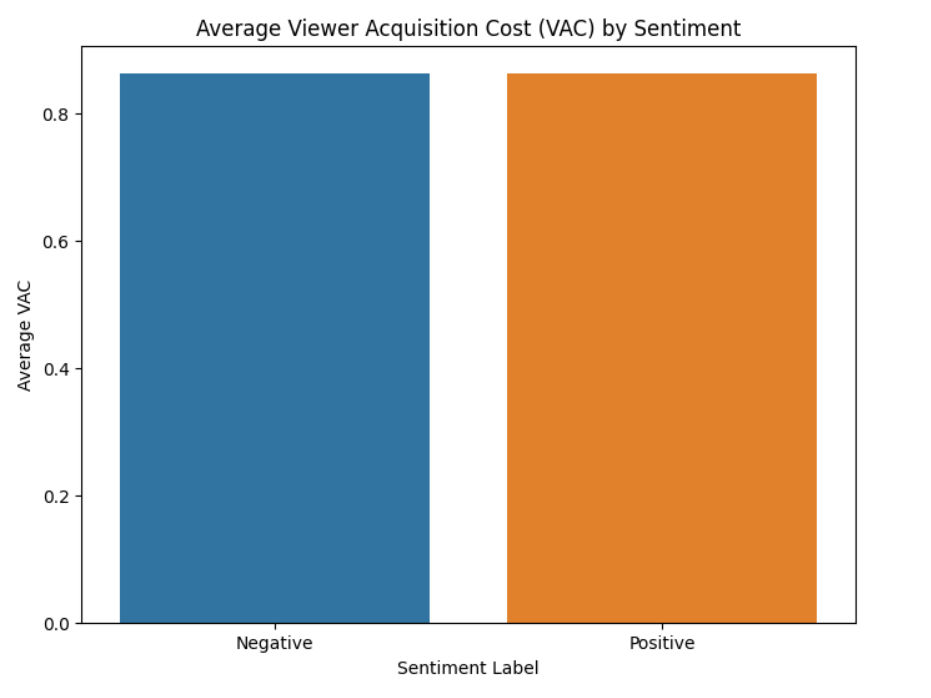 Average Viewer Acquisition Cost (VAC) by Sentiment
Average VAC
0.8
0.6
0.4
0.2
0.0
Negative
Positive
Sentiment Label